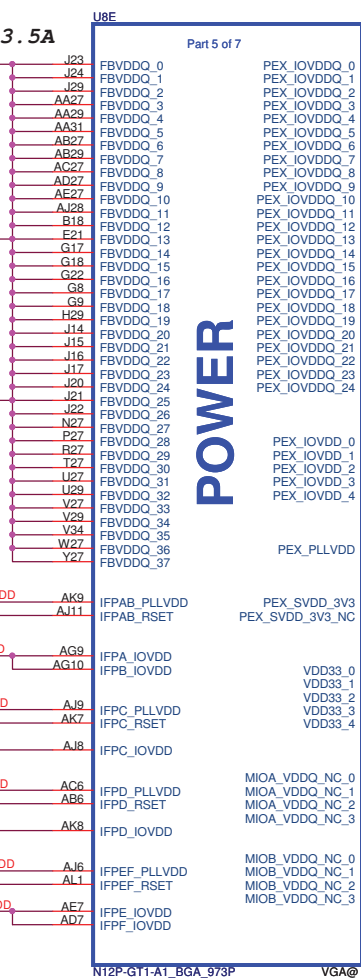 U8E
3.5A
Part 5 of 7
J23 FBVDDQ_0 PEX_IOVDDQ_0
J24 FBVDDQ_1 PEX_IOVDDQ_1
J29 FBVDDQ_2 PEX_IOVDDQ_2
AA27 FBVDDQ_3 PEX_IOVDDQ_3
AA29 FBVDDQ_4 PEX_IOVDDQ_4
AA31 FBVDDQ_5 PEX_IOVDDQ_5
AB27 FBVDDQ_6 PEX_IOVDDQ_6
AB29 FBVDDQ_7 PEX_IOVDDQ_7
AC27 FBVDDQ_8 PEX_IOVDDQ_8
AD27 FBVDDQ_9 PEX_IOVDDQ_9
AE27 FBVDDQ_10 PEX_IOVDDQ_10
AJ28 FBVDDQ_11 PEX_IOVDDQ_11
B18 FBVDDQ_12 PEX_IOVDDQ_12
E21 FBVDDQ_13 PEX_IOVDDQ_13
G17 FBVDDQ_14 PEX_IOVDDQ_14
G18 FBVDDQ_15 PEX_IOVDDQ_15
G22 FBVDDQ_16 PEX_IOVDDQ_16
G8 FBVDDQ_17 PEX_IOVDDQ_17
G9 FBVDDQ_18 PEX_IOVDDQ_18
H29 FBVDDQ_19 PEX_IOVDDQ_19
J14 FBVDDQ_20 PEX_IOVDDQ_20
J15 FBVDDQ_21 PEX_IOVDDQ_21
J16 FBVDDQ_22 PEX_IOVDDQ_22
J17 FBVDDQ_23 PEX_IOVDDQ_23
J20 FBVDDQ_24 PEX_IOVDDQ_24
J21 FBVDDQ_25
J22 FBVDDQ_26
N27 FBVDDQ_27
P27 FBVDDQ_28 PEX_IOVDD_0
R27 FBVDDQ_29 PEX_IOVDD_1
T27 FBVDDQ_30 PEX_IOVDD_2
U27 FBVDDQ_31 PEX_IOVDD_3
U29 FBVDDQ_32 PEX_IOVDD_4
V27 FBVDDQ_33
V29 FBVDDQ_34
V34 FBVDDQ_35
W27 FBVDDQ_36 PEX_PLLVDD
Y27 FBVDDQ_37
POWER
AK9 IFPAB_PLLVDD PEX_SVDD_3V3
AJ11 IFPAB_RSET PEX_SVDD_3V3_NC
AG9 IFPA_IOVDD
AG10 IFPB_IOVDD VDD33_0
VDD33_1
VDD33_2
AJ9 IFPC_PLLVDD VDD33_3
AK7 IFPC_RSET VDD33_4
AJ8 IFPC_IOVDD
MIOA_VDDQ_NC_0
AC6 IFPD_PLLVDD MIOA_VDDQ_NC_1
AB6 IFPD_RSET MIOA_VDDQ_NC_2
MIOA_VDDQ_NC_3
AK8 IFPD_IOVDD
MIOB_VDDQ_NC_0
AJ6 IFPEF_PLLVDD MIOB_VDDQ_NC_1
AL1 IFPEF_RSET MIOB_VDDQ_NC_2
MIOB_VDDQ_NC_3
AE7 IFPE_IOVDD
AD7 IFPF_IOVDD
N12P-GT1-A1_BGA_973P VGA@